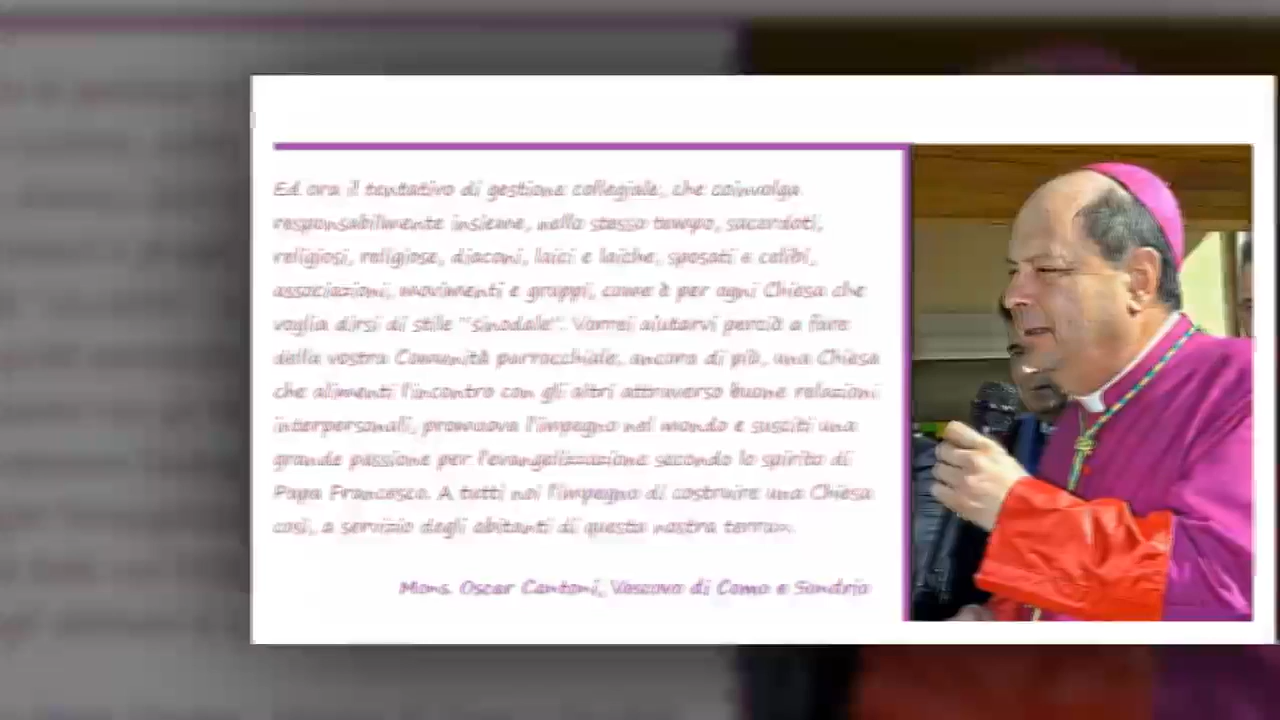 Ed ora il tentativo di gestione collegiale, che coinvolga
responsabilmente insieme, nello stesso tempo, sacerdoti,
religiosi, religiose, diaconi, laici e laiche, sposati e celibi,
associazioni, movimenti e gruppi, come è per ogni Chiesa che
voglia dirsi di stile "Sinodale". Vorrei aiutarvi perciò a fare
della vostra Comunità parrocchiale, ancora di più, una Chiesa
che alimenti l'incontro con gli altri attraverso buone relazioni
interpersonali, promuova l'impegno nel mondo e susciti una
grande passione per l'evangelizzazione secondo lo spirito di
Papa Francesco. A tutti noi l'impegno di costruire una Chiesa
così, a servizio degli abitanti di questa nostra terra».
Mons. Oscar Cantoni, Vescovo di Como e Sondrio